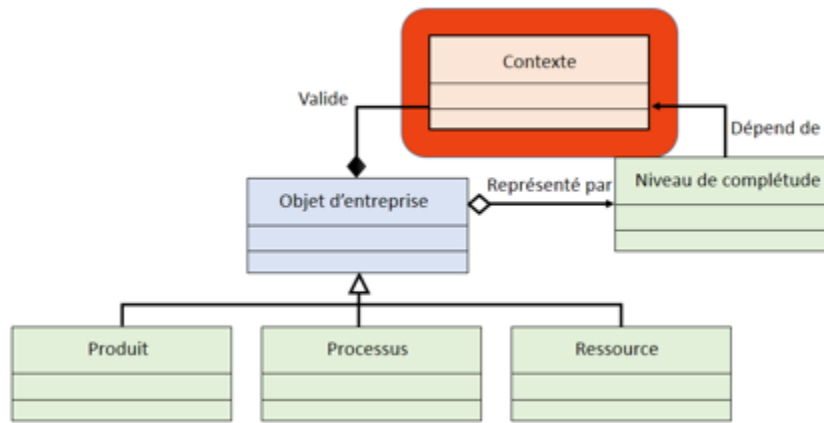 Contexte
Valide
Dépend de
Objet d'entreprise
Représenté par
Niveau de complétude
Produit
Processus
Ressource